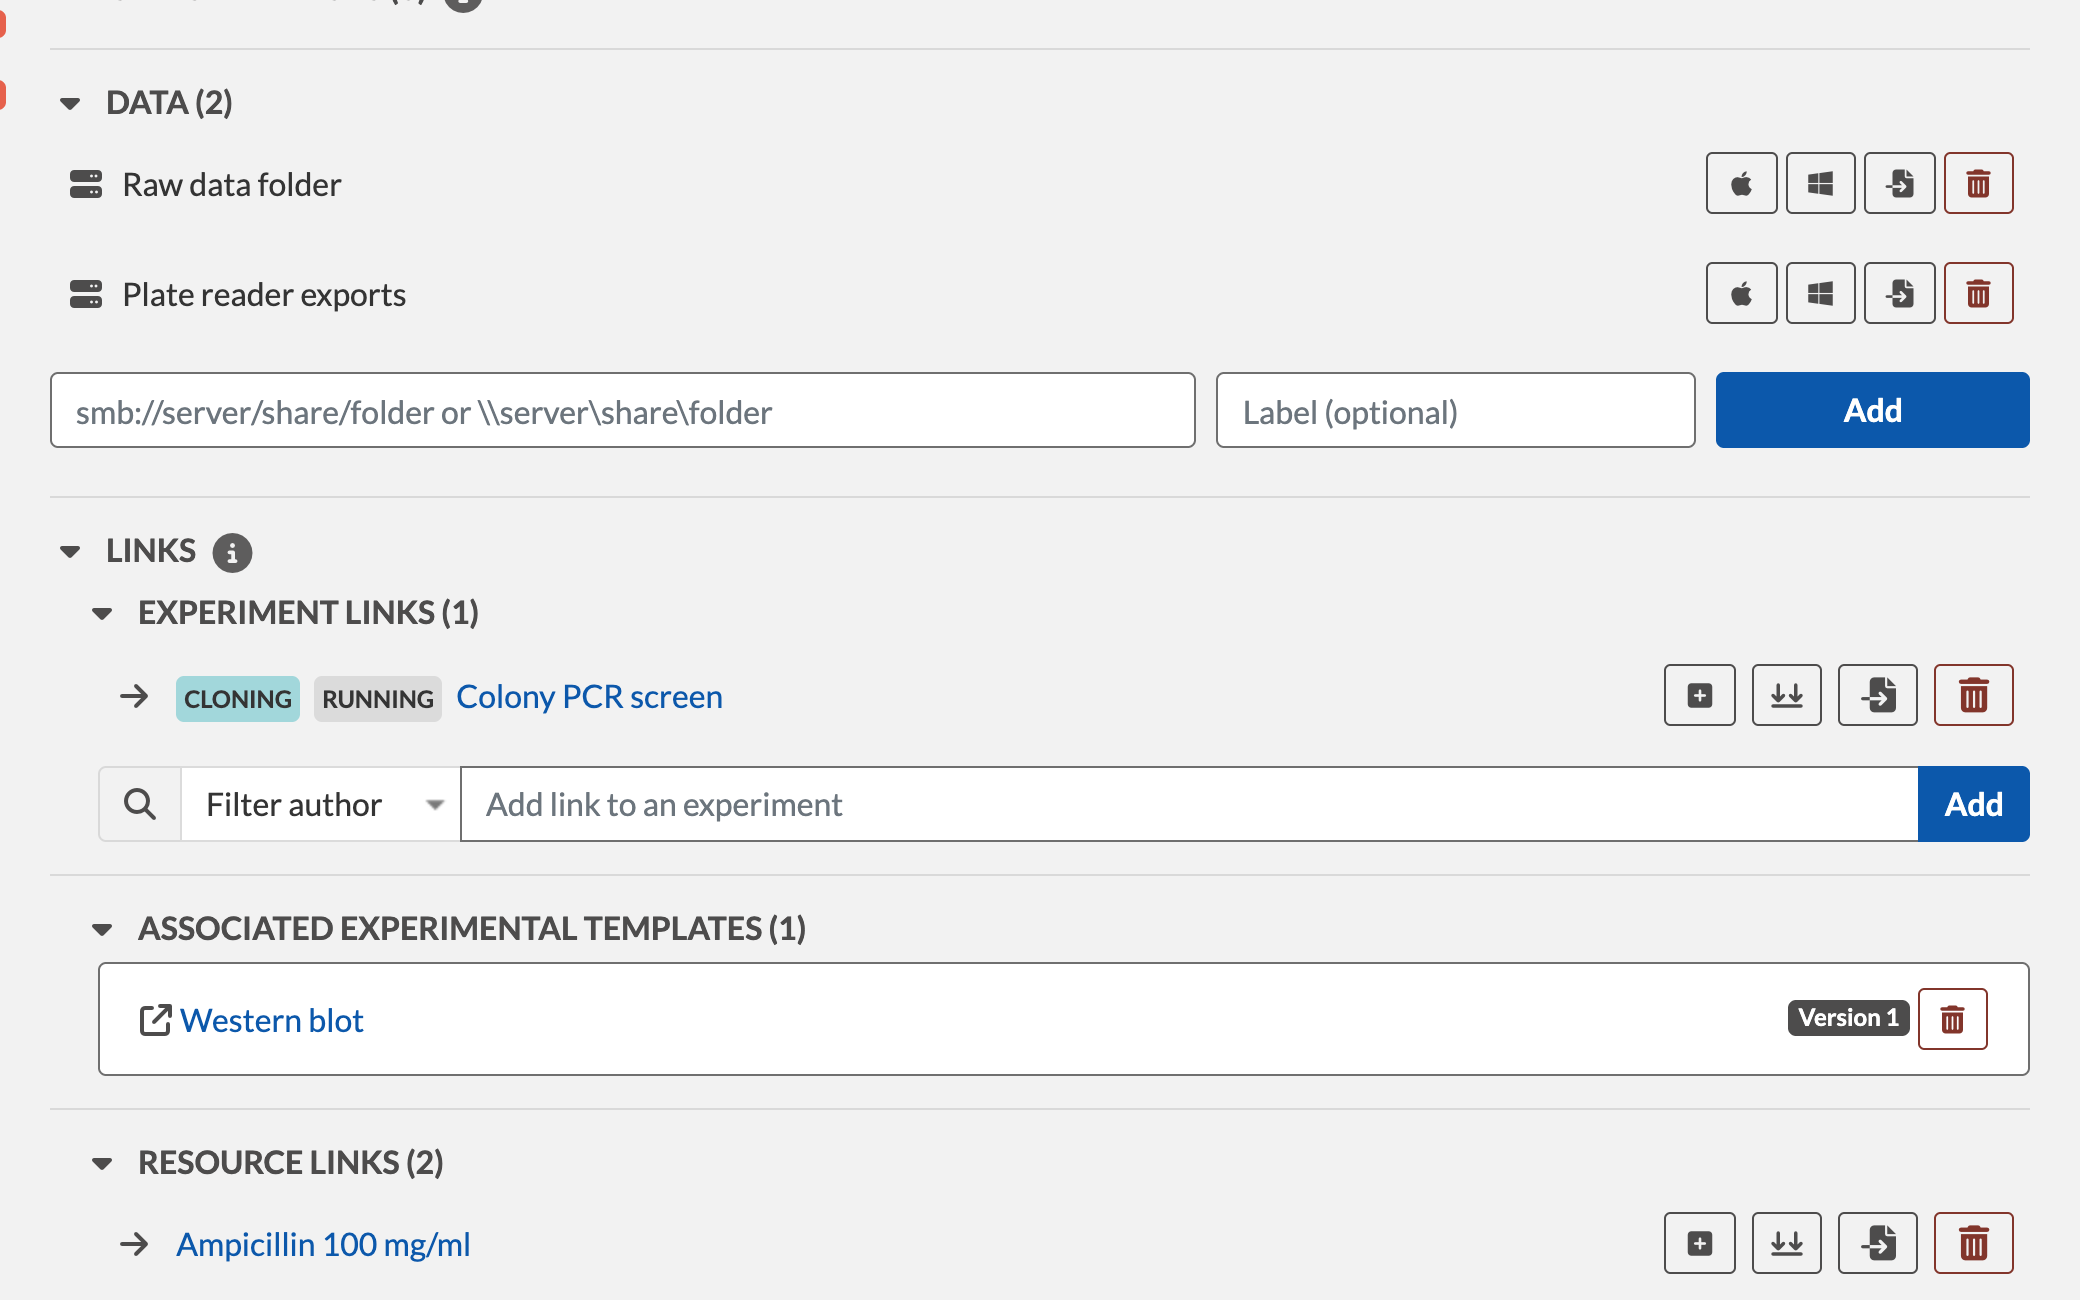 DATA (2)
Raw data folder
Plate reader exports
smb://server/share/folder or \\server\share\folder
Label (optional)
Add
LINKS
EXPERIMENT LINKS (1)
CLONING RUNNING Colony PCR screen
Filter author
Add link to an experiment
Add
ASSOCIATED EXPERIMENTAL TEMPLATES (1)
Western blot
Version 1
RESOURCE LINKS (2)
Ampicillin 100 mg/ml